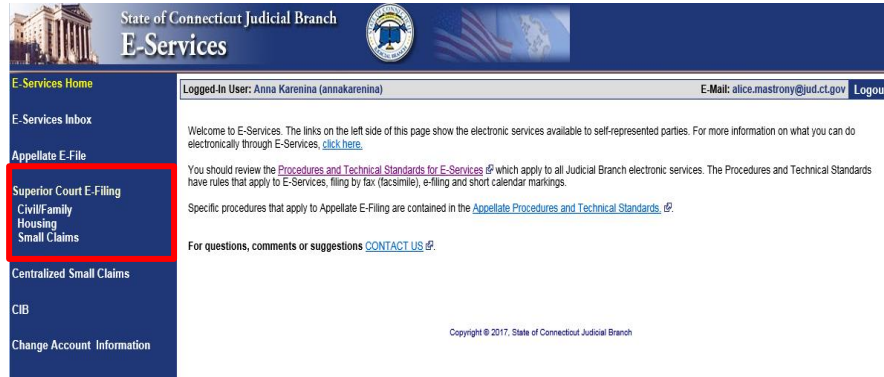 State of Connecticut Judicial Branch
E-Services
E-Services Home
Logged-In User: Anna Karenina (annakarenina)
E-Mail: alice.mastrony@jud.ct.gov
Logou
E-Services Inbox
Appellate E-File
Superior Court E-Filing
Civil/Family
Housing
Small Claims
Centralized Small Claims
CIB
Change Account Information
Welcome to E-Services. The links on the left side of this page show the electronic services available to self-represented parties. For more information on what you can do
electronically through E-Services, click here.
You should review the Procedures and Technical Standards for E-Services which apply to all Judicial Branch electronic services. The Procedures and Technical Standards
have rules that apply to E-Services, filing by fax (facsimile), e-filing and short calendar markings.
Specific procedures that apply to Appellate E-Filing are contained in the Appellate Procedures and Technical Standards. .
For questions, comments or suggestions CONTACT US .
Copyright © 2017, State of Connecticut Judicial Branch